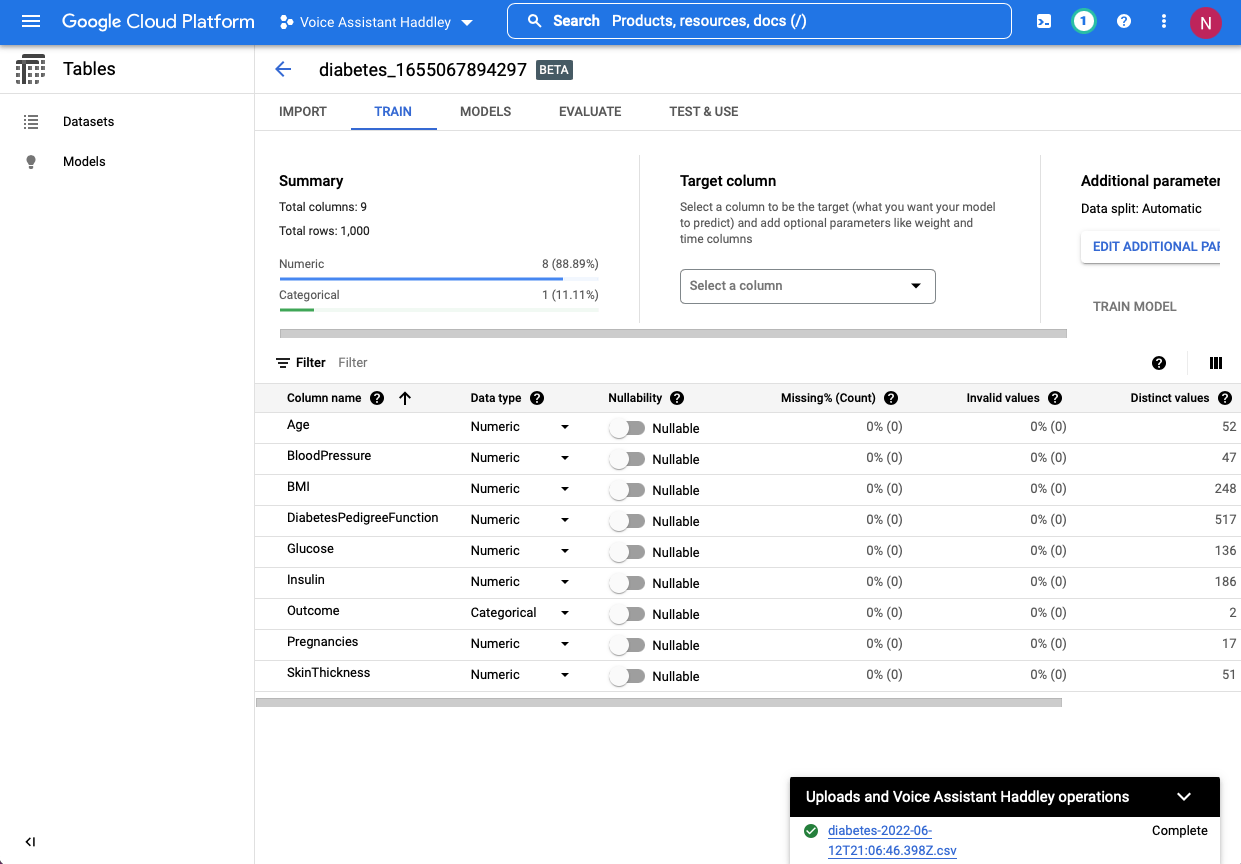 Google Cloud Platform
Voice Assistant Haddley
Search Products, resources, docs (/)
1
N
Tables
diabetes_1655067894297 BETA
Datasets
Models
IMPORT TRAIN MODELS EVALUATE TEST & USE
Summary
Total columns: 9
Total rows: 1,000
Numeric 8 (88.89%)
Categorical 1 (11.11%)
Target column
Select a column to be the target (what you want your model
to predict) and add optional parameters like weight and
time columns
Select a column
Additional parameter
Data split: Automatic
EDIT ADDITIONAL PAR
TRAIN MODEL
Filter Filter
Column name Data type Nullability Missing% (Count) Invalid values Distinct values
Age Numeric Nullable 0% (0) 0% (0) 52
BloodPressure Numeric Nullable 0% (0) 0% (0) 47
BMI Numeric Nullable 0% (0) 0% (0) 248
DiabetesPedigreeFunction Numeric Nullable 0% (0) 0% (0) 517
Glucose Numeric Nullable 0% (0) 0% (0) 136
Insulin Numeric Nullable 0% (0) 0% (0) 186
Outcome Categorical Nullable 0% (0) 0% (0) 2
Pregnancies Numeric Nullable 0% (0) 0% (0) 17
SkinThickness Numeric Nullable 0% (0) 0% (0) 51
Uploads and Voice Assistant Haddley operations
diabetes-2022-06- Complete
12T21:06:46.398Z.csv